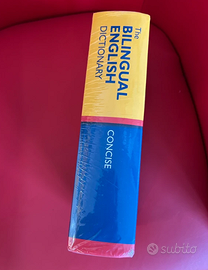 The
BILINGUAL
ENGLISH
DICTIONARY
CONCISE
subito